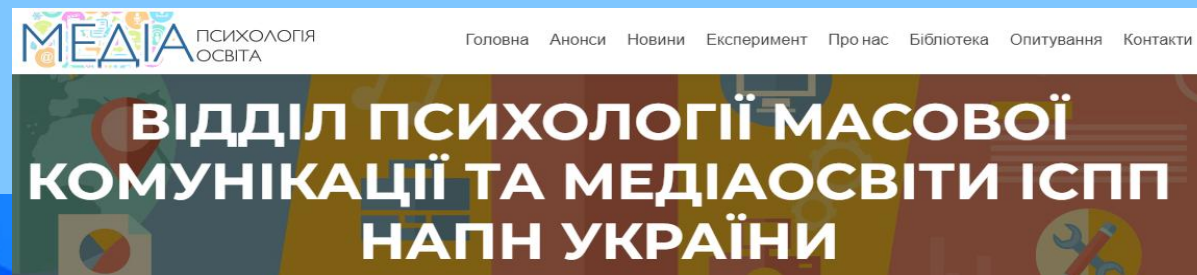 МЕДІА ПСИХОЛОГІЯ
ОСВІТА
Головна Анонси Новини Експеримент Про нас Бібліотека Опитування Контакти
ВІДДІЛ ПСИХОЛОГІЇ МАСОВОЇ
КОМУНІКАЦІЇ ТА МЕДІАОСВІТИ ІСПП
НАПН УКРАЇНИ